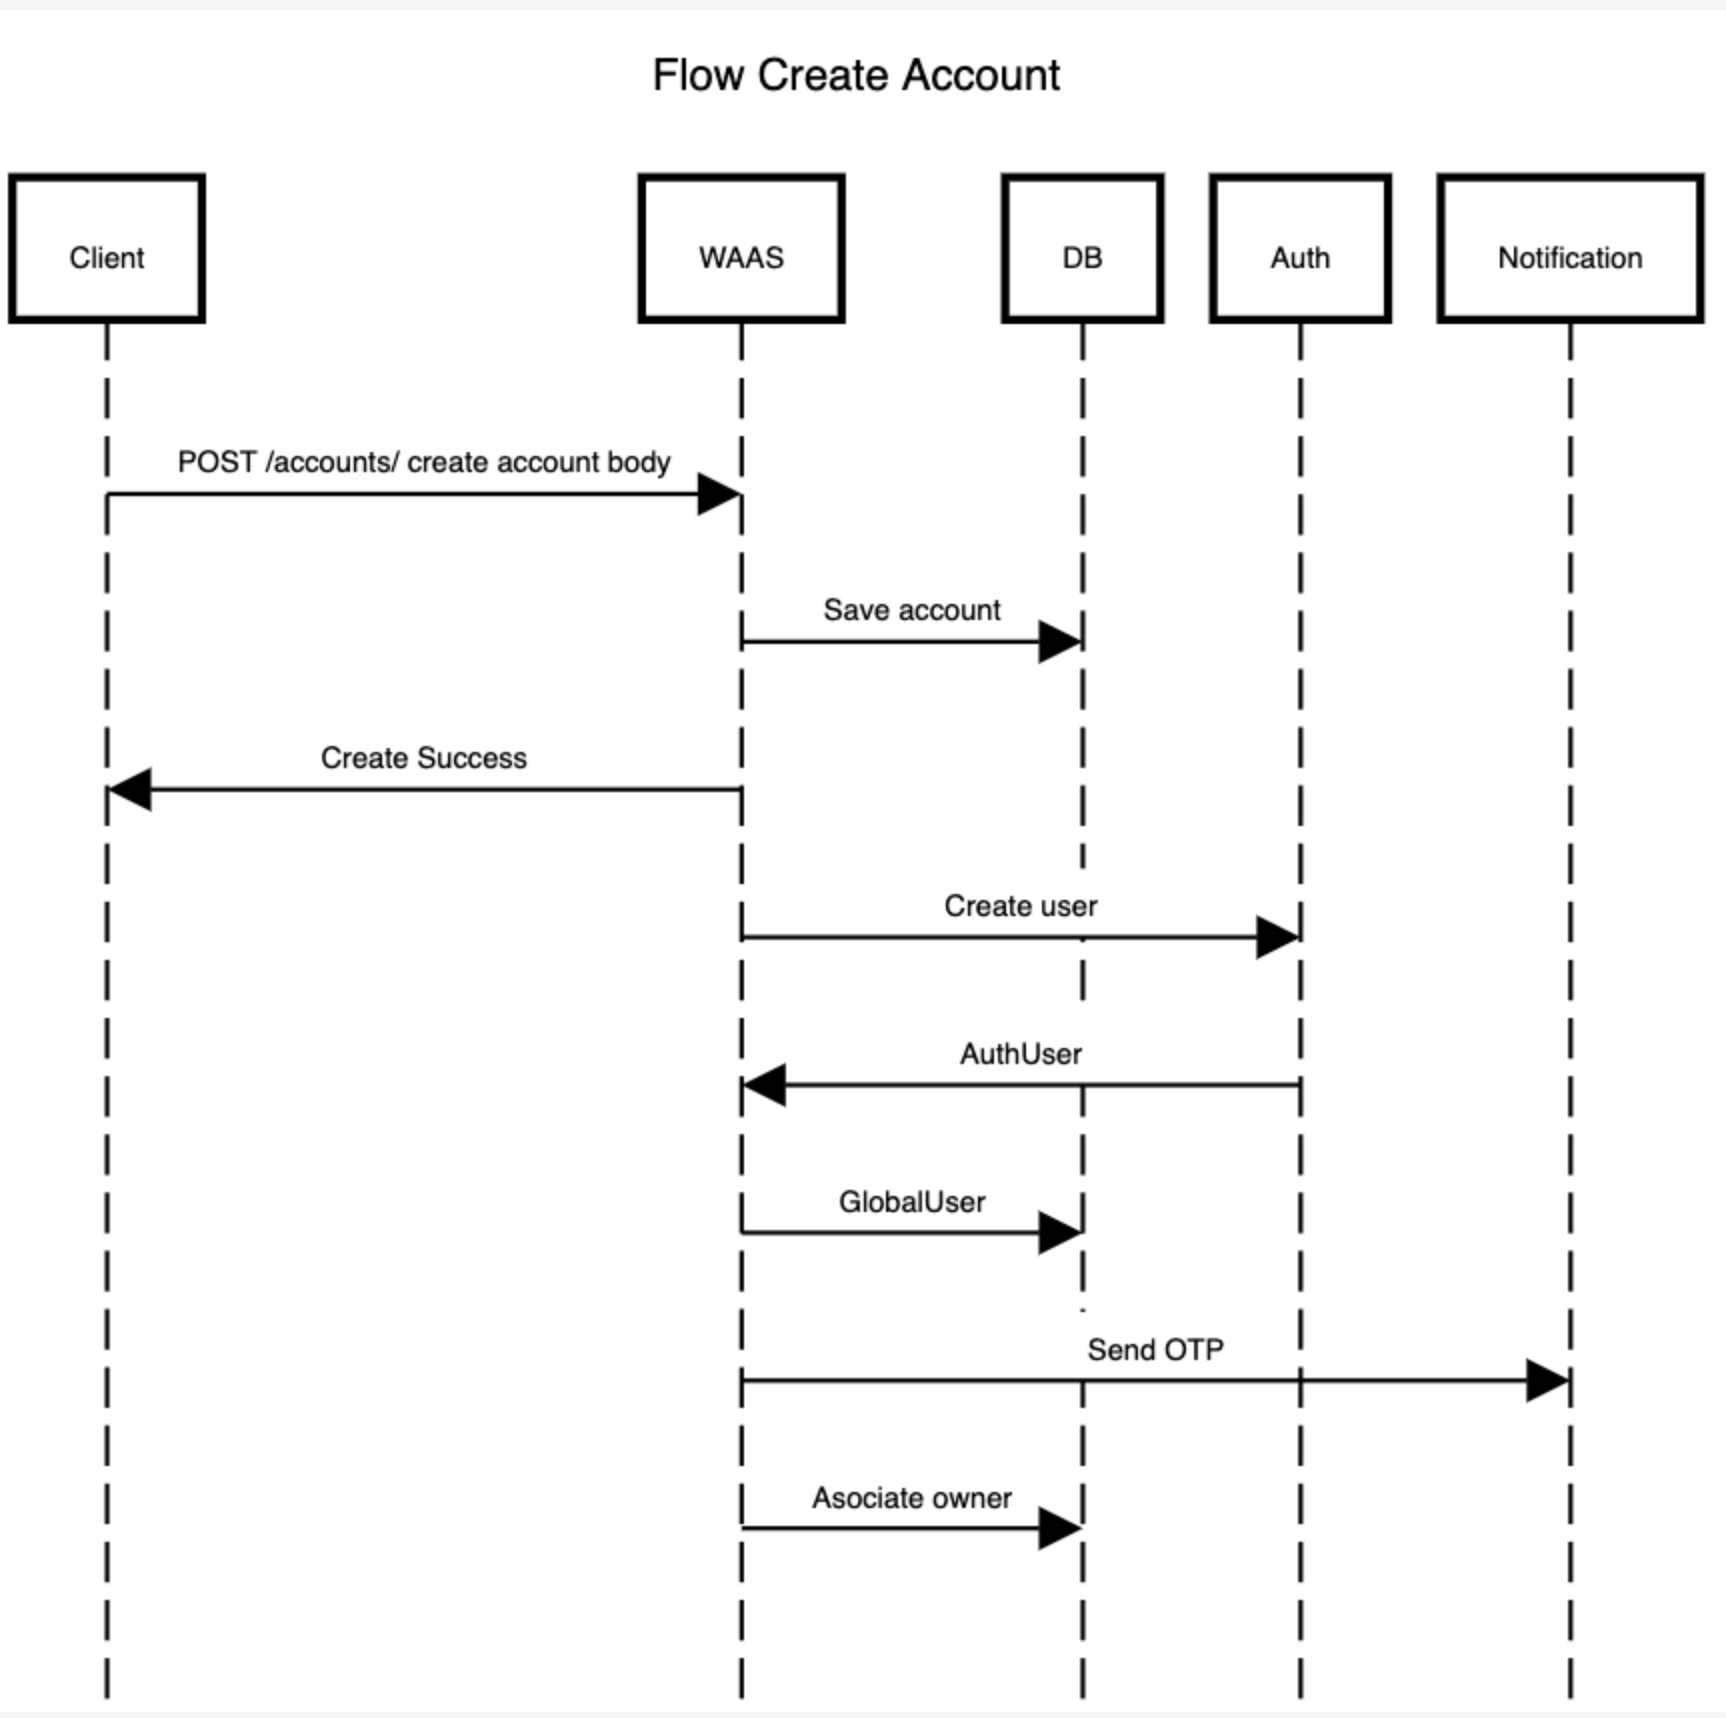 Flow Create Account
Client
WAAS
DB
Auth
Notification
POST /accounts/ create account body
Save account
Create Success
Create user
AuthUser
GlobalUser
Send OTP
Asociate owner